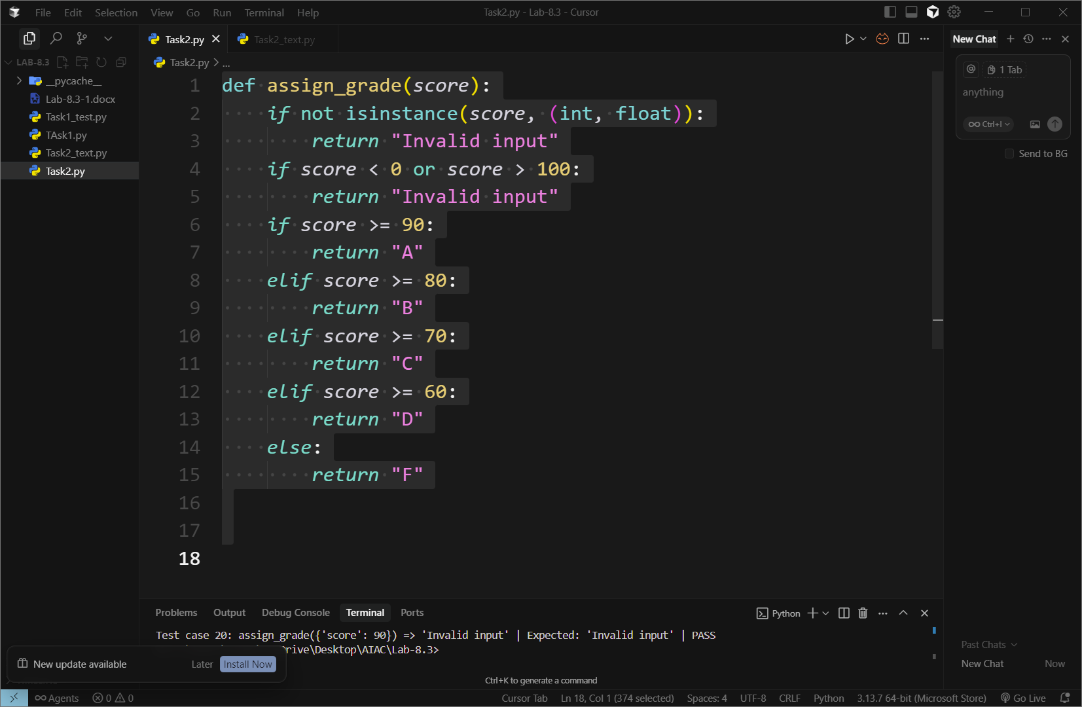 File Edit Selection View Go Run Terminal Help
Task2.py - Lab-8.3 - Cursor
LAB-8.3
__pycache__
Lab-8.3-1.docx
Task1_test.py
TAsk1.py
Task2_text.py
Task2.py
Task2.py
Task2_text.py
Task2.py > ...
1 def assign_grade(score):
2 if not isinstance(score, (int, float)):
3 return "Invalid input"
4 if score < 0 or score > 100:
5 return "Invalid input"
6 if score >= 90:
7 return "A"
8 elif score >= 80:
9 return "B"
10 elif score >= 70:
11 return "C"
12 elif score >= 60:
13 return "D"
14 else:
15 return "F"
16
17
18
New Chat
@ 1 Tab
anything
Ctrl+I
Send to BG
Past Chats
New Chat Now
Problems Output Debug Console Terminal Ports
Python
Test case 20: assign_grade({'score': 90}) => 'Invalid input' | Expected: 'Invalid input' | PASS
rive\Desktop\ATAC\Lab-8.3>
New update available Later Install Now
Ctrl+K to generate a command
Agents 0 0
Cursor Tab Ln 18, Col 1 (374 selected) Spaces: 4 UTF-8 CRLF Python 3.13.7 64-bit (Microsoft Store) Go Live